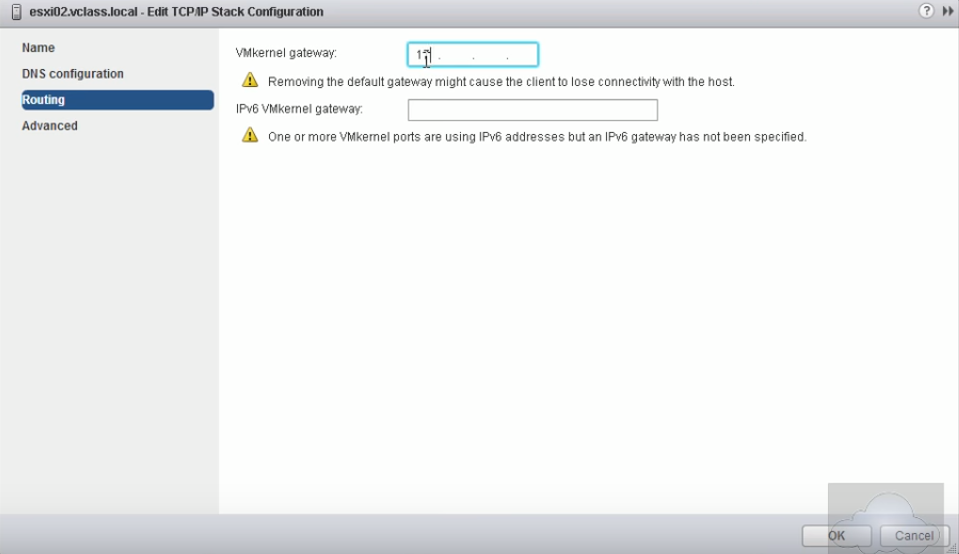 esxi02.vclass.local - Edit TCP/IP Stack Configuration
Name
DNS configuration
Routing
Advanced
VMkernel gateway:
Removing the default gateway might cause the client to lose connectivity with the host.
IPv6 VMkernel gateway:
One or more VMkernel ports are using IPv6 addresses but an IPv6 gateway has not been specified.
OK
Cancel